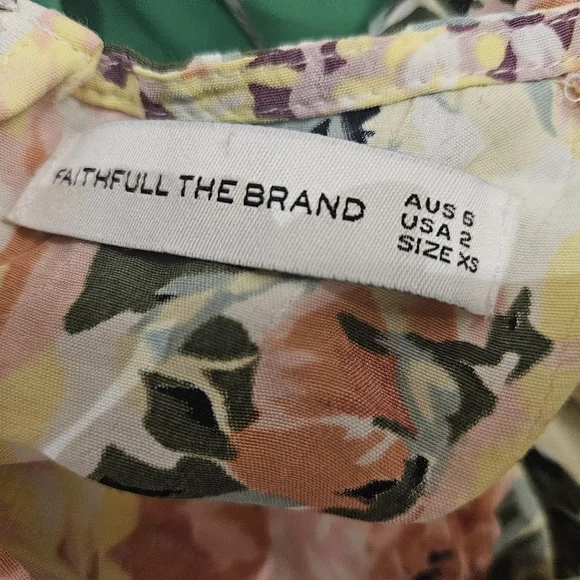 FAITHFULL THE BRAND
AUS 6
USA 2
SIZE XS